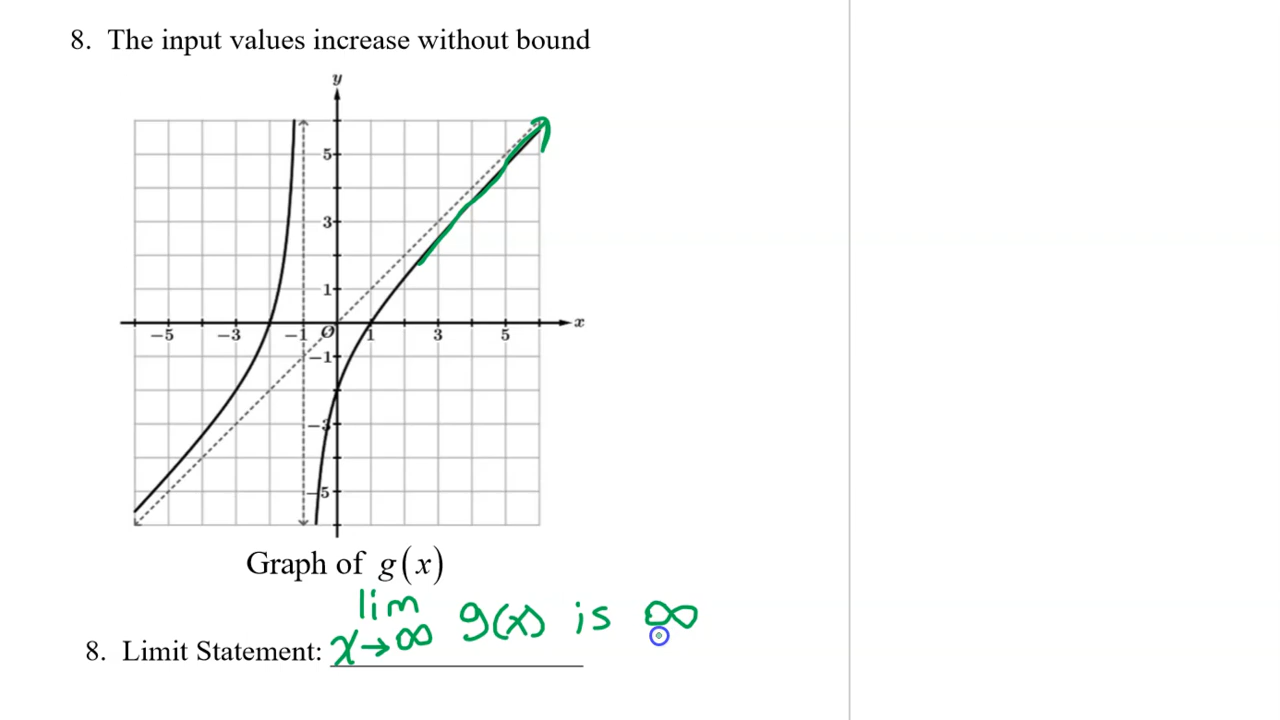 8. The input values increase without bound
y
5
3
1
−5 −3 −1 O 1 3 5 x
−1
−3
−5
Graph of g(x)
lim g(x) is ∞
8. Limit Statement: x→∞